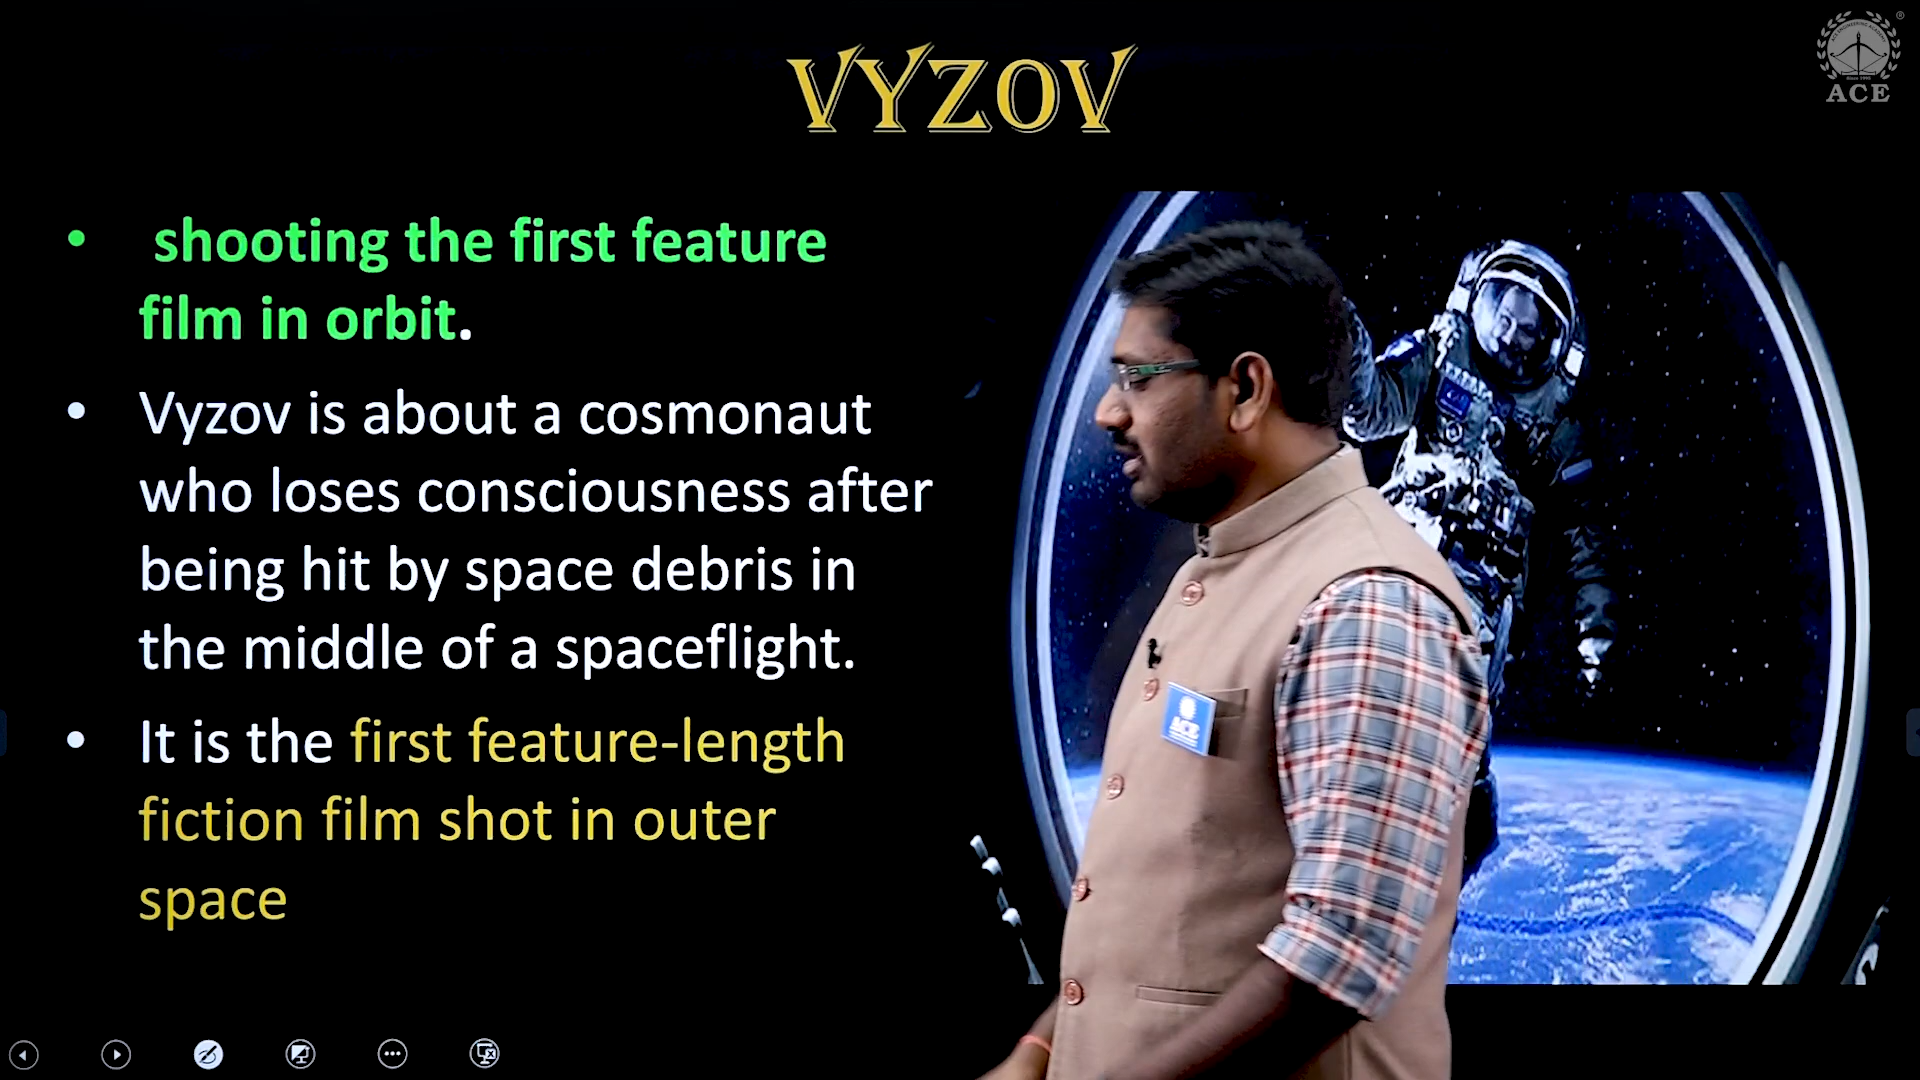 VYZOV
ACE
• shooting the first feature
film in orbit.
• Vyzov is about a cosmonaut
who loses consciousness after
being hit by space debris in
the middle of a spaceflight.
• It is the first feature-length
fiction film shot in outer
space
ACE